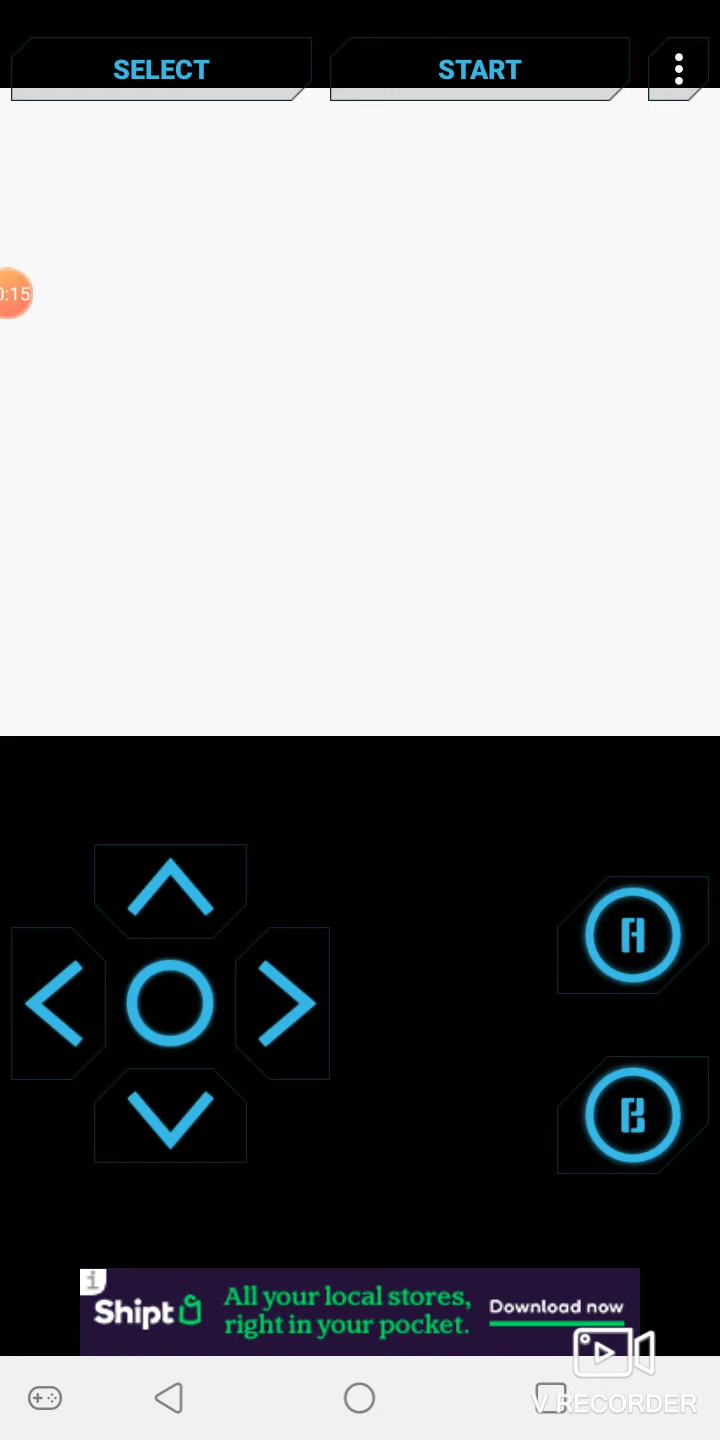 SELECT
START
0:15
A
B
i
Shipt
All your local stores,
right in your pocket.
Download now
V RECORDER